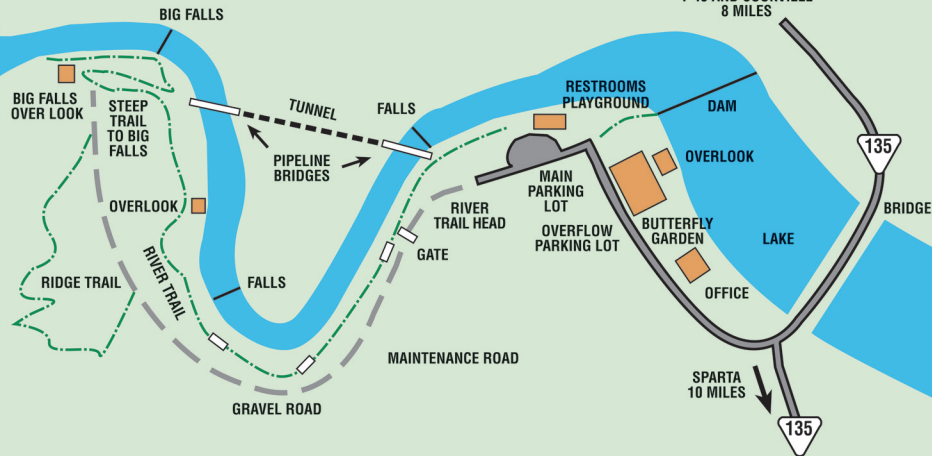 8 MILES
BIG FALLS
135
BIG FALLS
OVER LOOK
STEEP
TRAIL
TO BIG
FALLS
TUNNEL
FALLS
RESTROOMS
PLAYGROUND
DAM
PIPELINE
BRIDGES
OVERLOOK
MAIN
PARKING
LOT
OVERLOOK
RIVER
TRAIL HEAD
OVERFLOW
PARKING LOT
BUTTERFLY
GARDEN
BRIDGE
LAKE
GATE
RIDGE TRAIL
RIVER TRAIL
FALLS
OFFICE
MAINTENANCE ROAD
GRAVEL ROAD
SPARTA
10 MILES
135